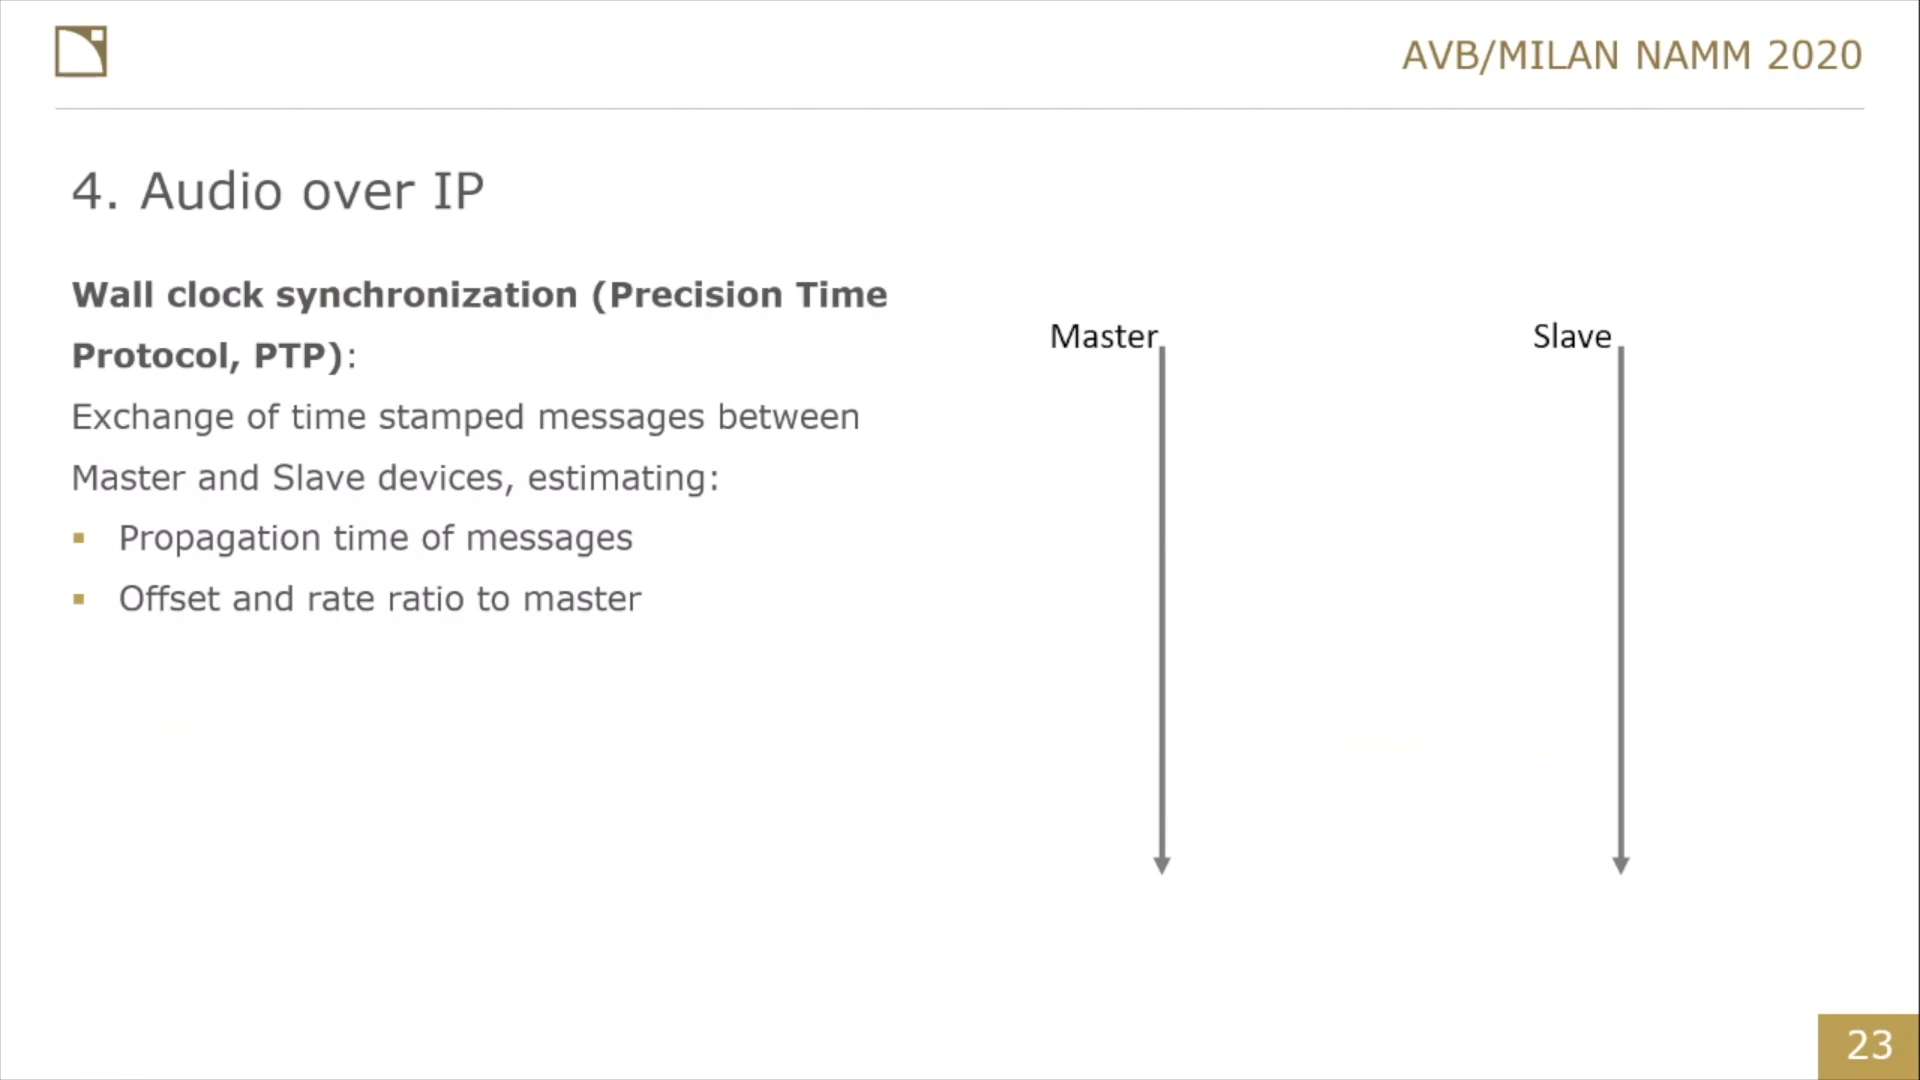 AVB/MILAN NAMM 2020
4. Audio over IP
Wall clock synchronization (Precision Time
Protocol, PTP):
Exchange of time stamped messages between
Master and Slave devices, estimating:
▪ Propagation time of messages
▪ Offset and rate ratio to master
Master
Slave
23